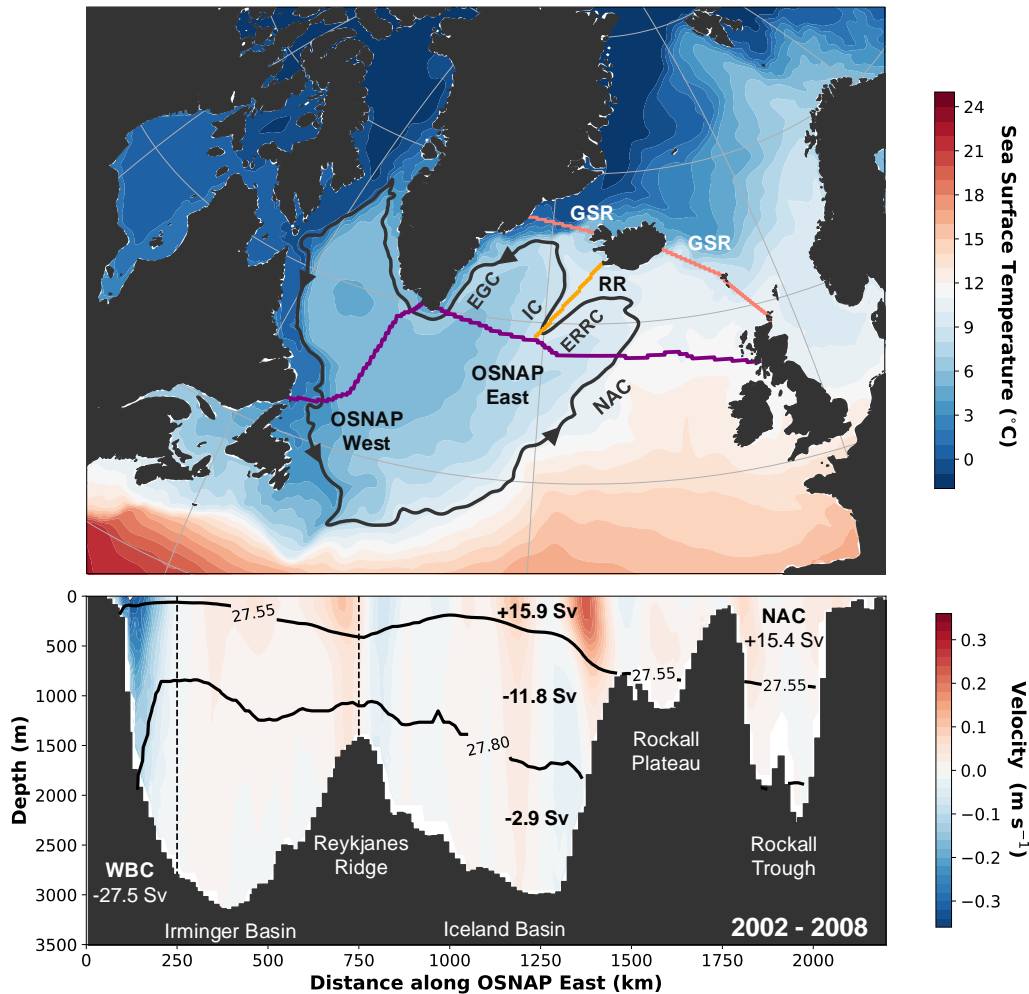 GSR
GSR
EGC
IC
RR
ERRC
NAC
OSNAP
East
OSNAP
West
24
21
18
15
12
9
6
3
0
Sea Surface Temperature (°C)
27.55
+15.9 Sv
-11.8 Sv
27.80
-2.9 Sv
27.55
27.55
NAC
+15.4 Sv
Rockall
Plateau
Reykjanes
Ridge
Rockall
Trough
WBC
-27.5 Sv
Irminger Basin
Iceland Basin
2002 - 2008
0
500
1000
1500
2000
2500
3000
3500
Depth (m)
0
250
500
750
1000
1250
1500
1750
2000
Distance along OSNAP East (km)
0.3
0.2
0.1
0.0
−0.1
−0.2
−0.3
Velocity (m s⁻¹)